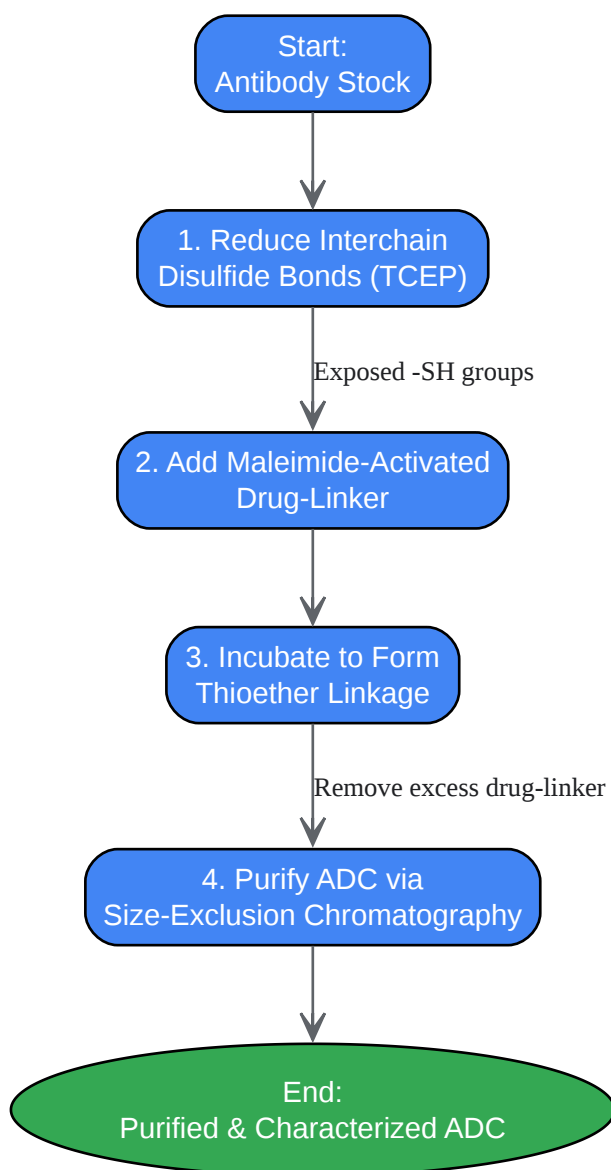 Start:
Antibody Stock
1. Reduce Interchain
Disulfide Bonds (TCEP)
Exposed -SH groups
2. Add Maleimide-Activated
Drug-Linker
3. Incubate to Form
Thioether Linkage
Remove excess drug-linker
4. Purify ADC via
Size-Exclusion Chromatography
End:
Purified & Characterized ADC